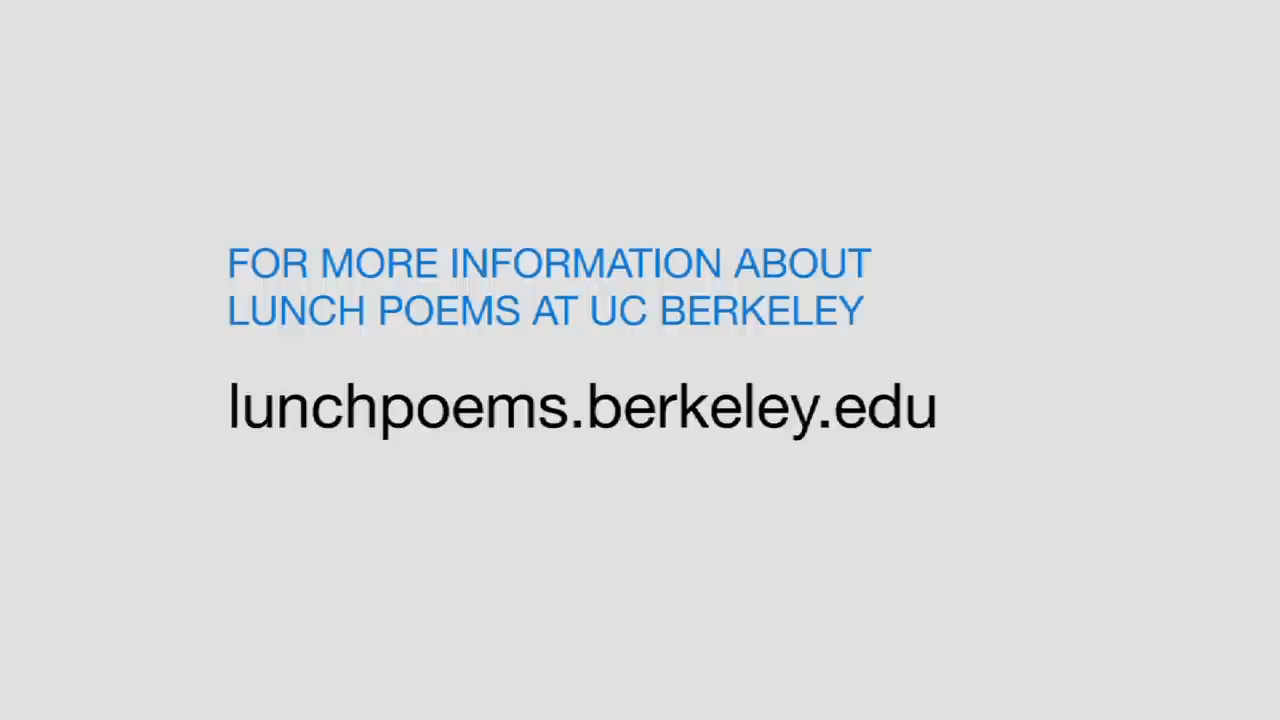 FOR MORE INFORMATION ABOUT
LUNCH POEMS AT UC BERKELEY
lunchpoems.berkeley.edu